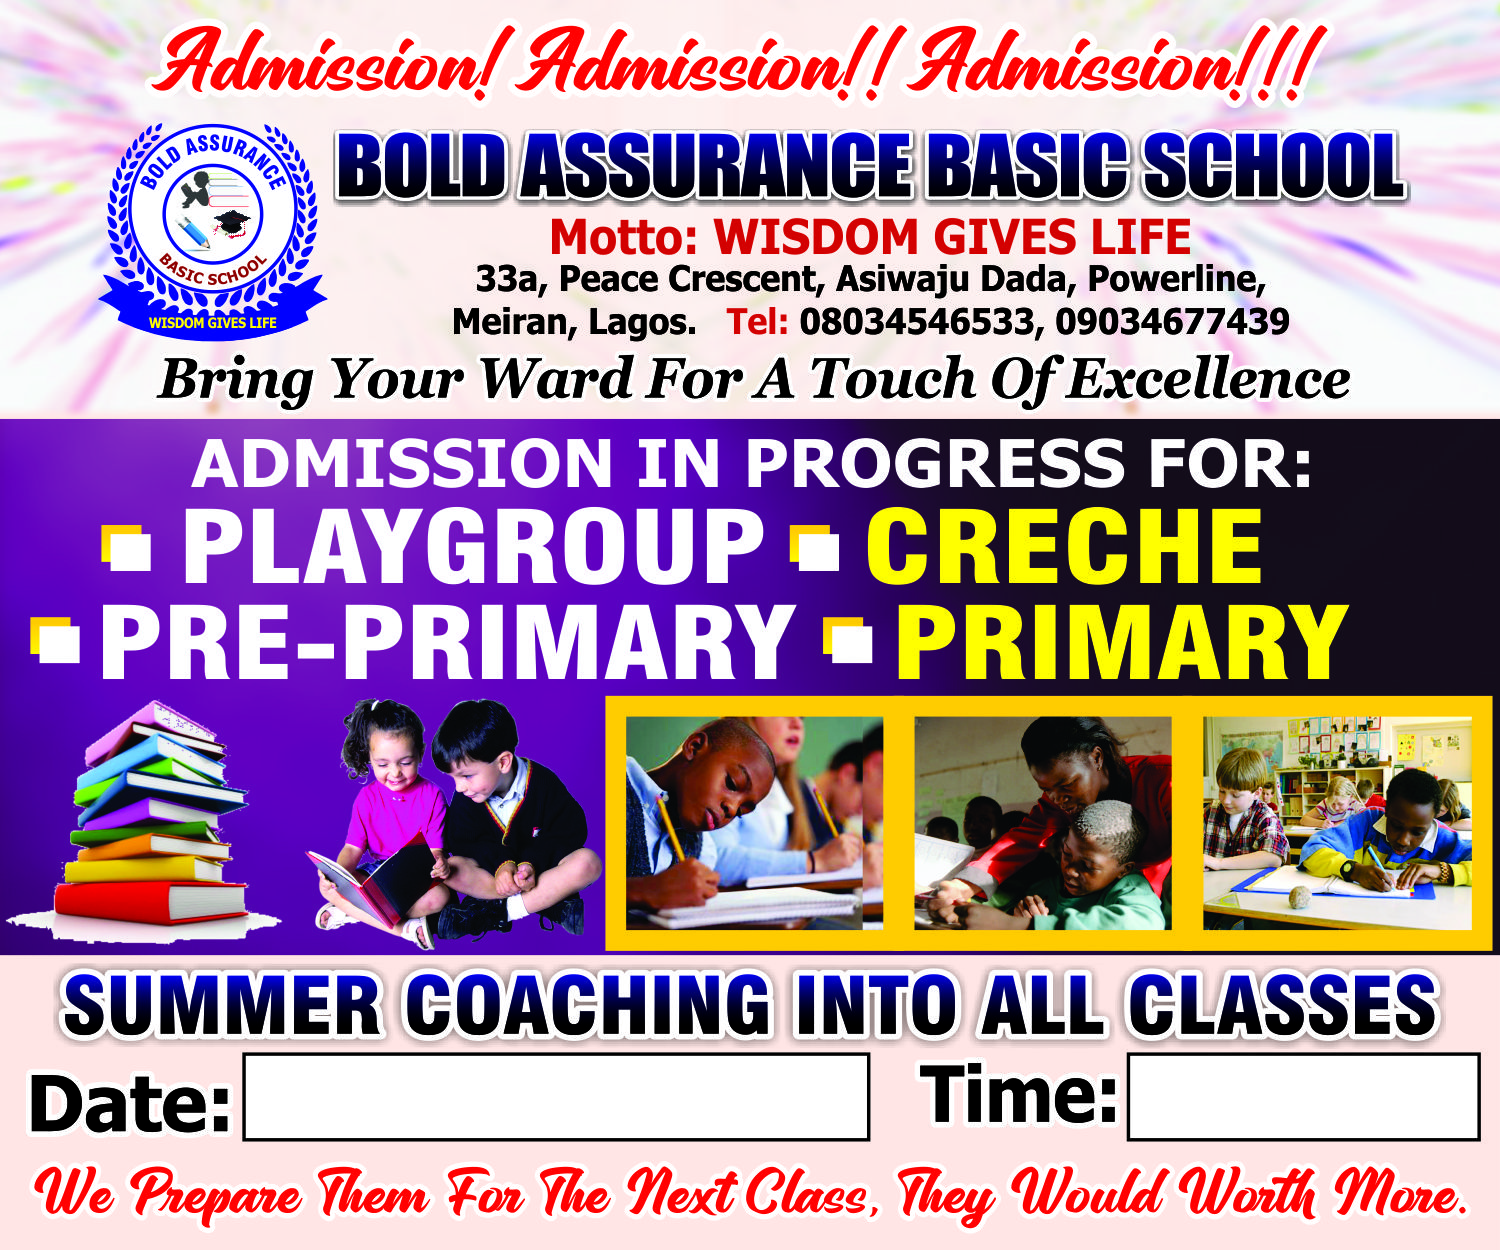 Admission! Admission!! Admission!!!
BOLD ASSURANCE
BASIC SCHOOL
WISDOM GIVES LIFE
BOLD ASSURANCE BASIC SCHOOL
Motto: WISDOM GIVES LIFE
33a, Peace Crescent, Asiwaju Dada, Powerline,
Meiran, Lagos. Tel: 08034546533, 09034677439
Bring Your Ward For A Touch Of Excellence
ADMISSION IN PROGRESS FOR:
PLAYGROUP CRECHE
PRE-PRIMARY PRIMARY
SUMMER COACHING INTO ALL CLASSES
Date: Time:
We Prepare Them For The Next Class, They Would Worth More.